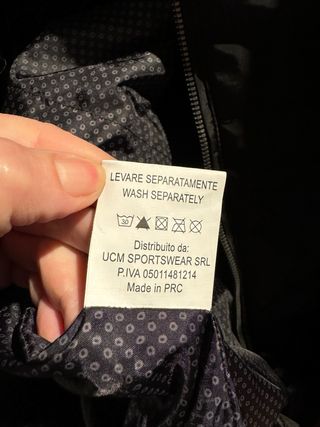 LEVARE SEPARATAMENTE
WASH SEPARATELY
30
Distribuito da:
UCM SPORTSWEAR SRL
P.IVA 05011481214
Made in PRC